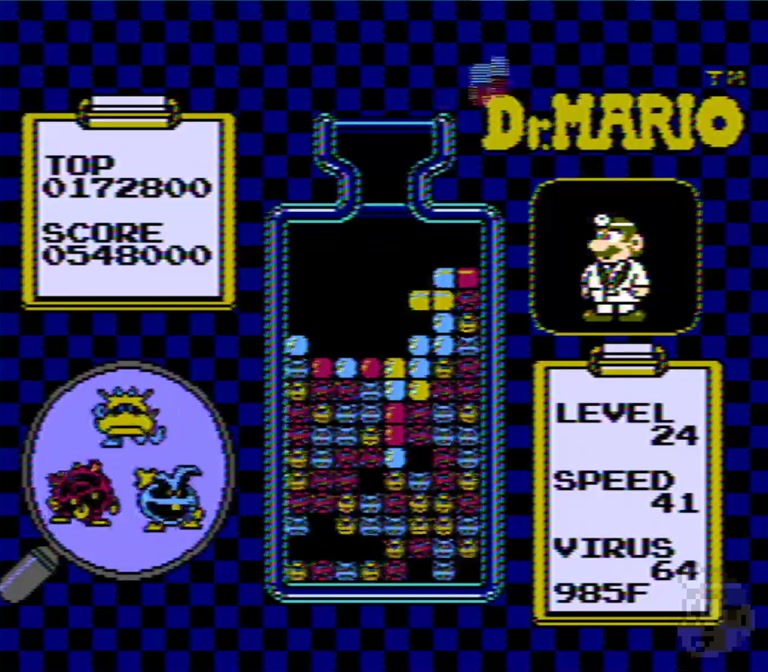 TM
Dr. MARIO
TOP
0172800
SCORE
0548000
LEVEL
24
SPEED
41
VIRUS
64
985F